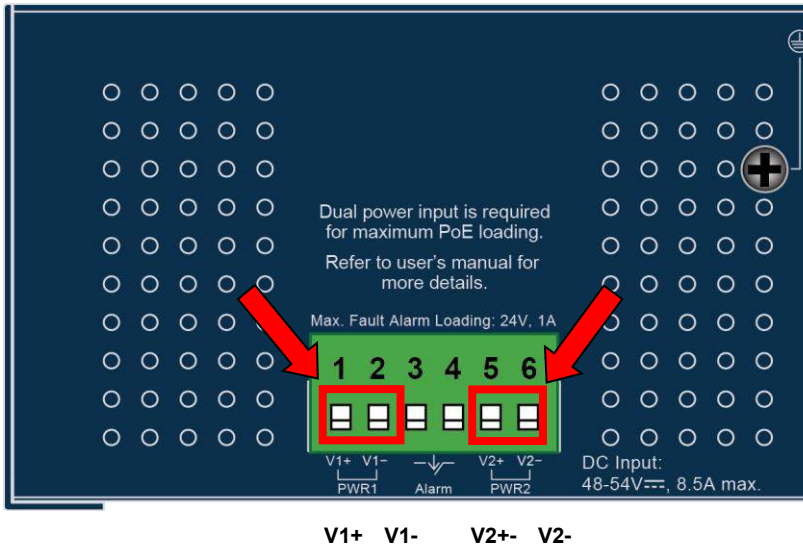 Dual power input is required
for maximum PoE loading.
Refer to user's manual for
more details.
Max. Fault Alarm Loading: 24V, 1A
1 2 3 4 5 6
V1+ V1− V2+ V2−
PWR1 Alarm PWR2
DC Input:
48-54V⎓, 8.5A max.
V1+ V1- V2+- V2-